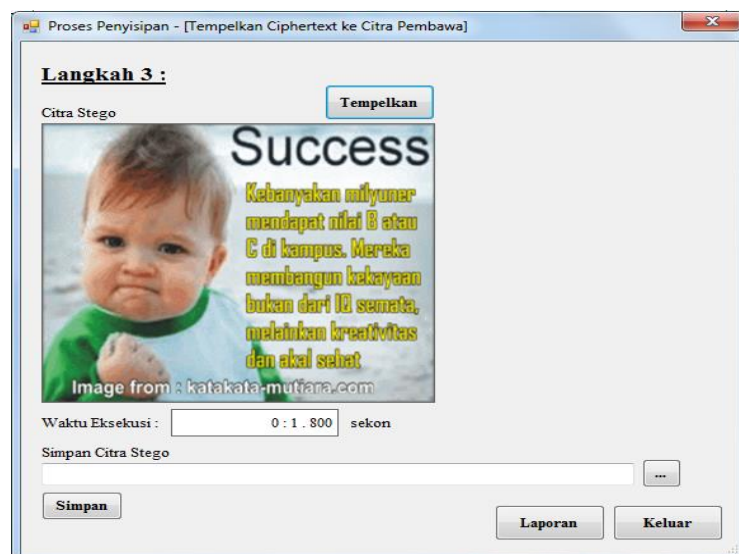 Proses Penyisipan - [Tempelkan Ciphertext ke Citra Pembawa]
Langkah 3 :
Tempelkan
Citra Stego
Success
Kebanyakan milyuner
mendapat nilai B atau
C di kampus. Mereka
membangun kekayaan
bukan dari IQ semata,
melainkan kreativitas
dan akal sehat
Image from : katakata-mutiara.com
Waktu Eksekusi :
0 : 1 . 800
sekon
Simpan Citra Stego
...
Simpan
Laporan
Keluar